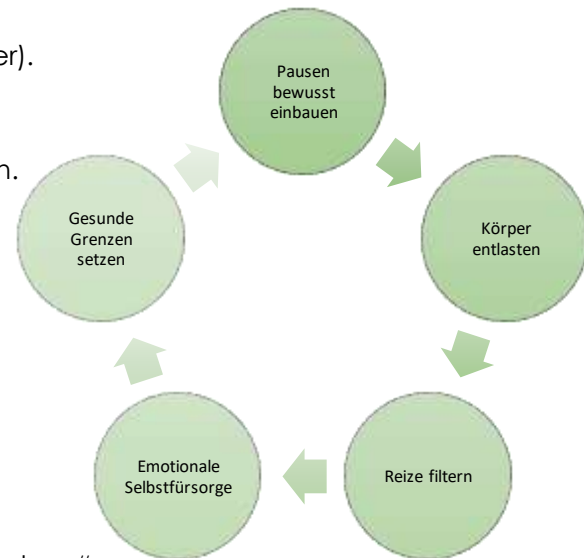 er).
n.
Pausen
bewusst
einbauen
Körper
entlasten
Reize filtern
Emotionale
Selbstfürsorge
Gesunde
Grenzen
setzen